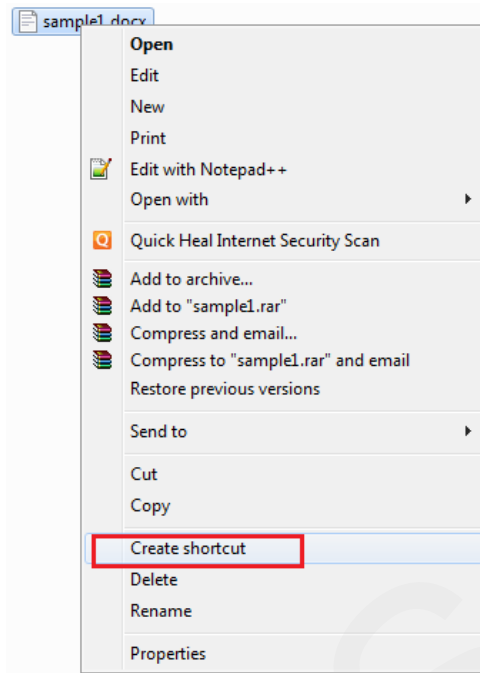 sample1.docx
Open
Edit
New
Print
Edit with Notepad++
Open with
Quick Heal Internet Security Scan
Add to archive...
Add to "sample1.rar"
Compress and email...
Compress to "sample1.rar" and email
Restore previous versions
Send to
Cut
Copy
Create shortcut
Delete
Rename
Properties